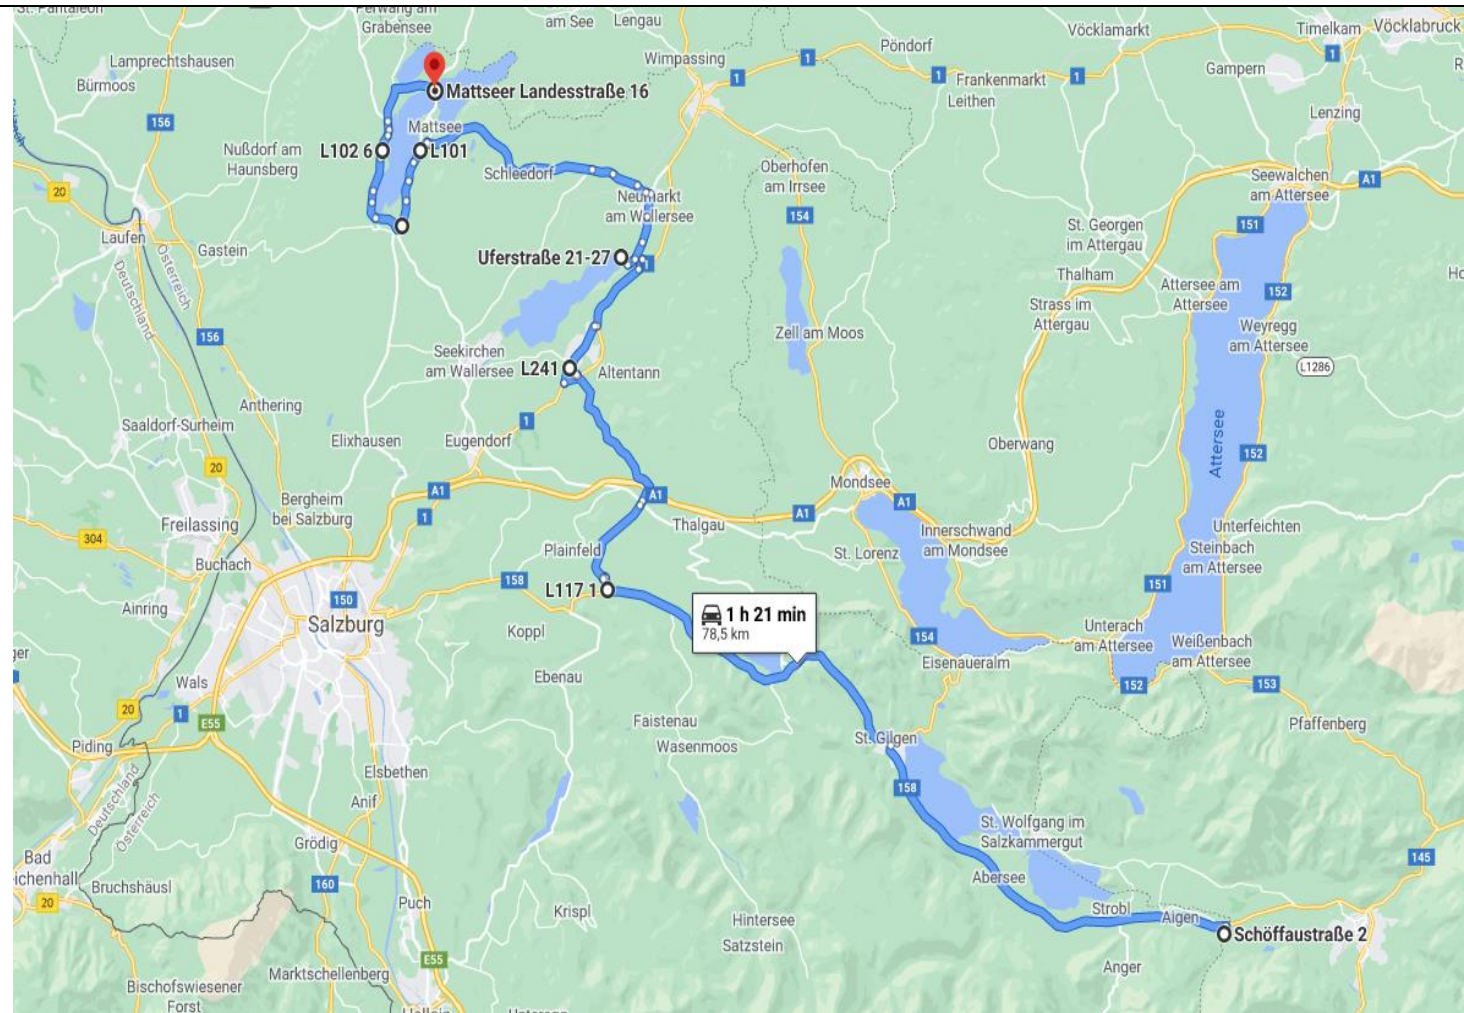 St. Pantaleon
Perwang am
Grabensee
am See
Lengau
Vöcklamarkt
Timelkam
Vöcklabruck
Wimpassing
Pöndorf
1
1
1
1
1
Lamprechtshausen
Bürmoos
Gampern
Frankenmarkt
Leithen
Mattseer Landesstraße 16
156
Lenzing
Mattsee
L102 6
L101
Nußdorf am
Haunsberg
Schleedorf
Oberhofen
am Irrsee
Seewalchen
am Attersee
A1
20
Neumarkt
am Wallersee
154
151
St. Georgen
im Attergau
Laufen
Gastein
Uferstraße 21-27
1
Österreich
Deutschland
Thalham
Attersee am
Attersee
152
Strass im
Attergau
156
Zell am Moos
Weyregg
am Attersee
Seekirchen
am Wallersee
L241
Altentann
L1286
Anthering
Saaldorf-Surheim
1
Elixhausen
Eugendorf
Oberwang
Attersee
152
20
Mondsee
A1
Bergheim
bei Salzburg
A1
A1
A1
1
Freilassing
Thalgau
Innerschwand
am Mondsee
Unterfeichten
304
Plainfeld
St. Lorenz
Steinbach
am Attersee
Buchach
158
L117 1
151
150
Ainring
Salzburg
1 h 21 min
78,5 km
Koppl
154
Unterach
am Attersee
Weißenbach
am Attersee
Eisenaueralm
Ebenau
Wals
152
153
20
1
E55
Faistenau
Wasenmoos
Pfaffenberg
Piding
St. Gilgen
Elsbethen
158
Deutschland
Österreich
Anif
St. Wolfgang im
Salzkammergut
Grödig
145
Bad
ichenhall
Bruchshäusl
160
Abersee
20
Puch
Krispl
Hintersee
Strobl
Aigen
Schöffaustraße 2
Satzstein
E55
Marktschellenberg
Anger
Bischofswiesener
Forst
Hallein